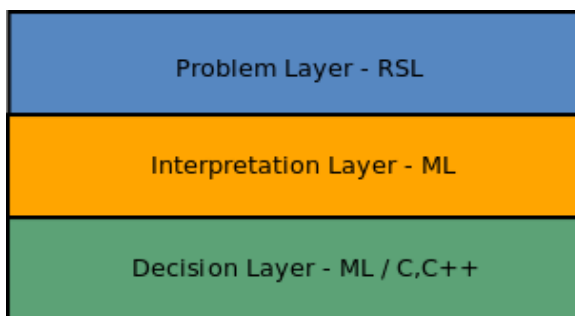 Problem Layer - RSL
Interpretation Layer - ML
Decision Layer - ML / C,C++